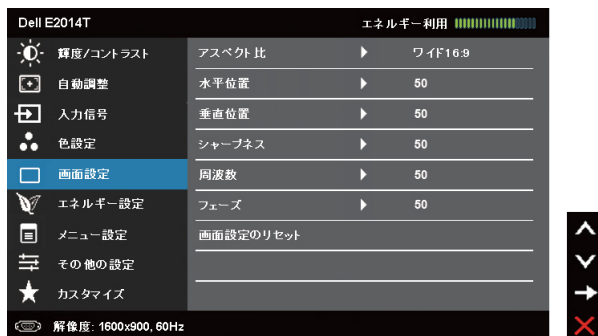 Dell E2014T エネルギー利用
輝度/コントラスト
自動調整
入力信号
色設定
画面設定
エネルギー設定
メニュー設定
その他の設定
カスタマイズ
アスペクト比 ワイド16:9
水平位置 50
垂直位置 50
シャープネス 50
周波数 50
フェーズ 50
画面設定のリセット
解像度: 1600x900, 60Hz